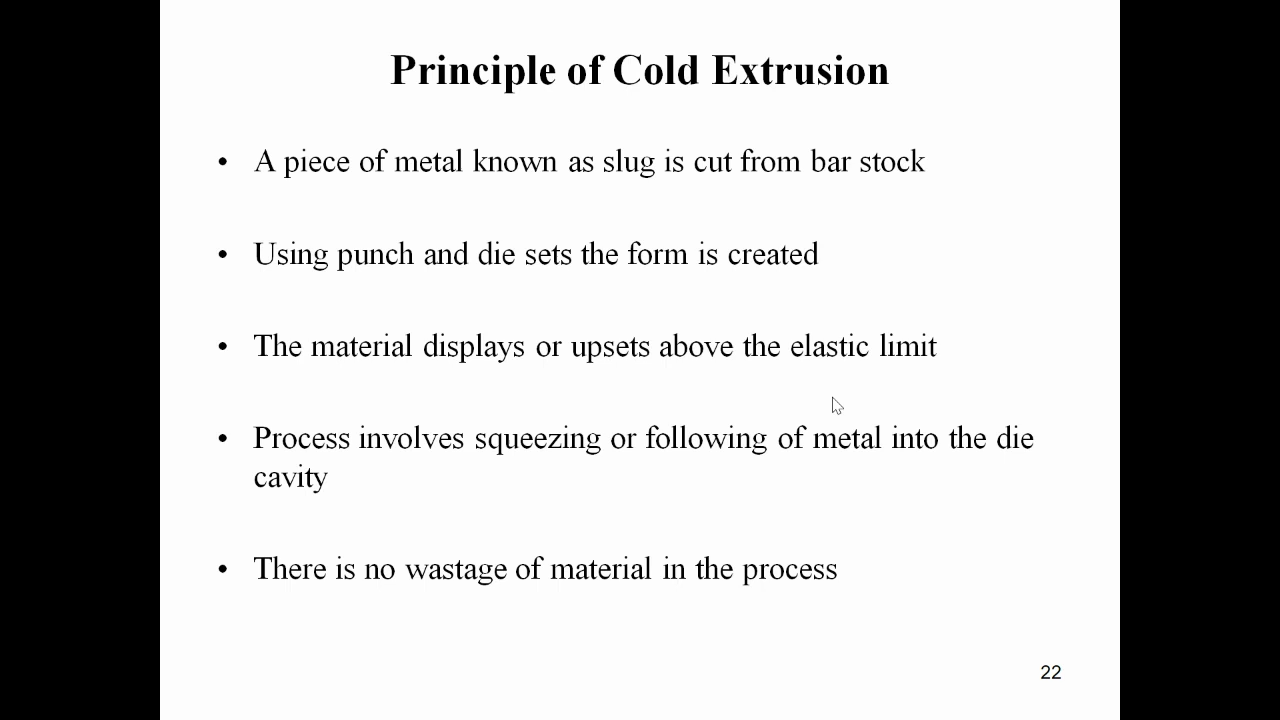 Principle of Cold Extrusion
• A piece of metal known as slug is cut from bar stock
• Using punch and die sets the form is created
• The material displays or upsets above the elastic limit
• Process involves squeezing or following of metal into the die
cavity
• There is no wastage of material in the process
22